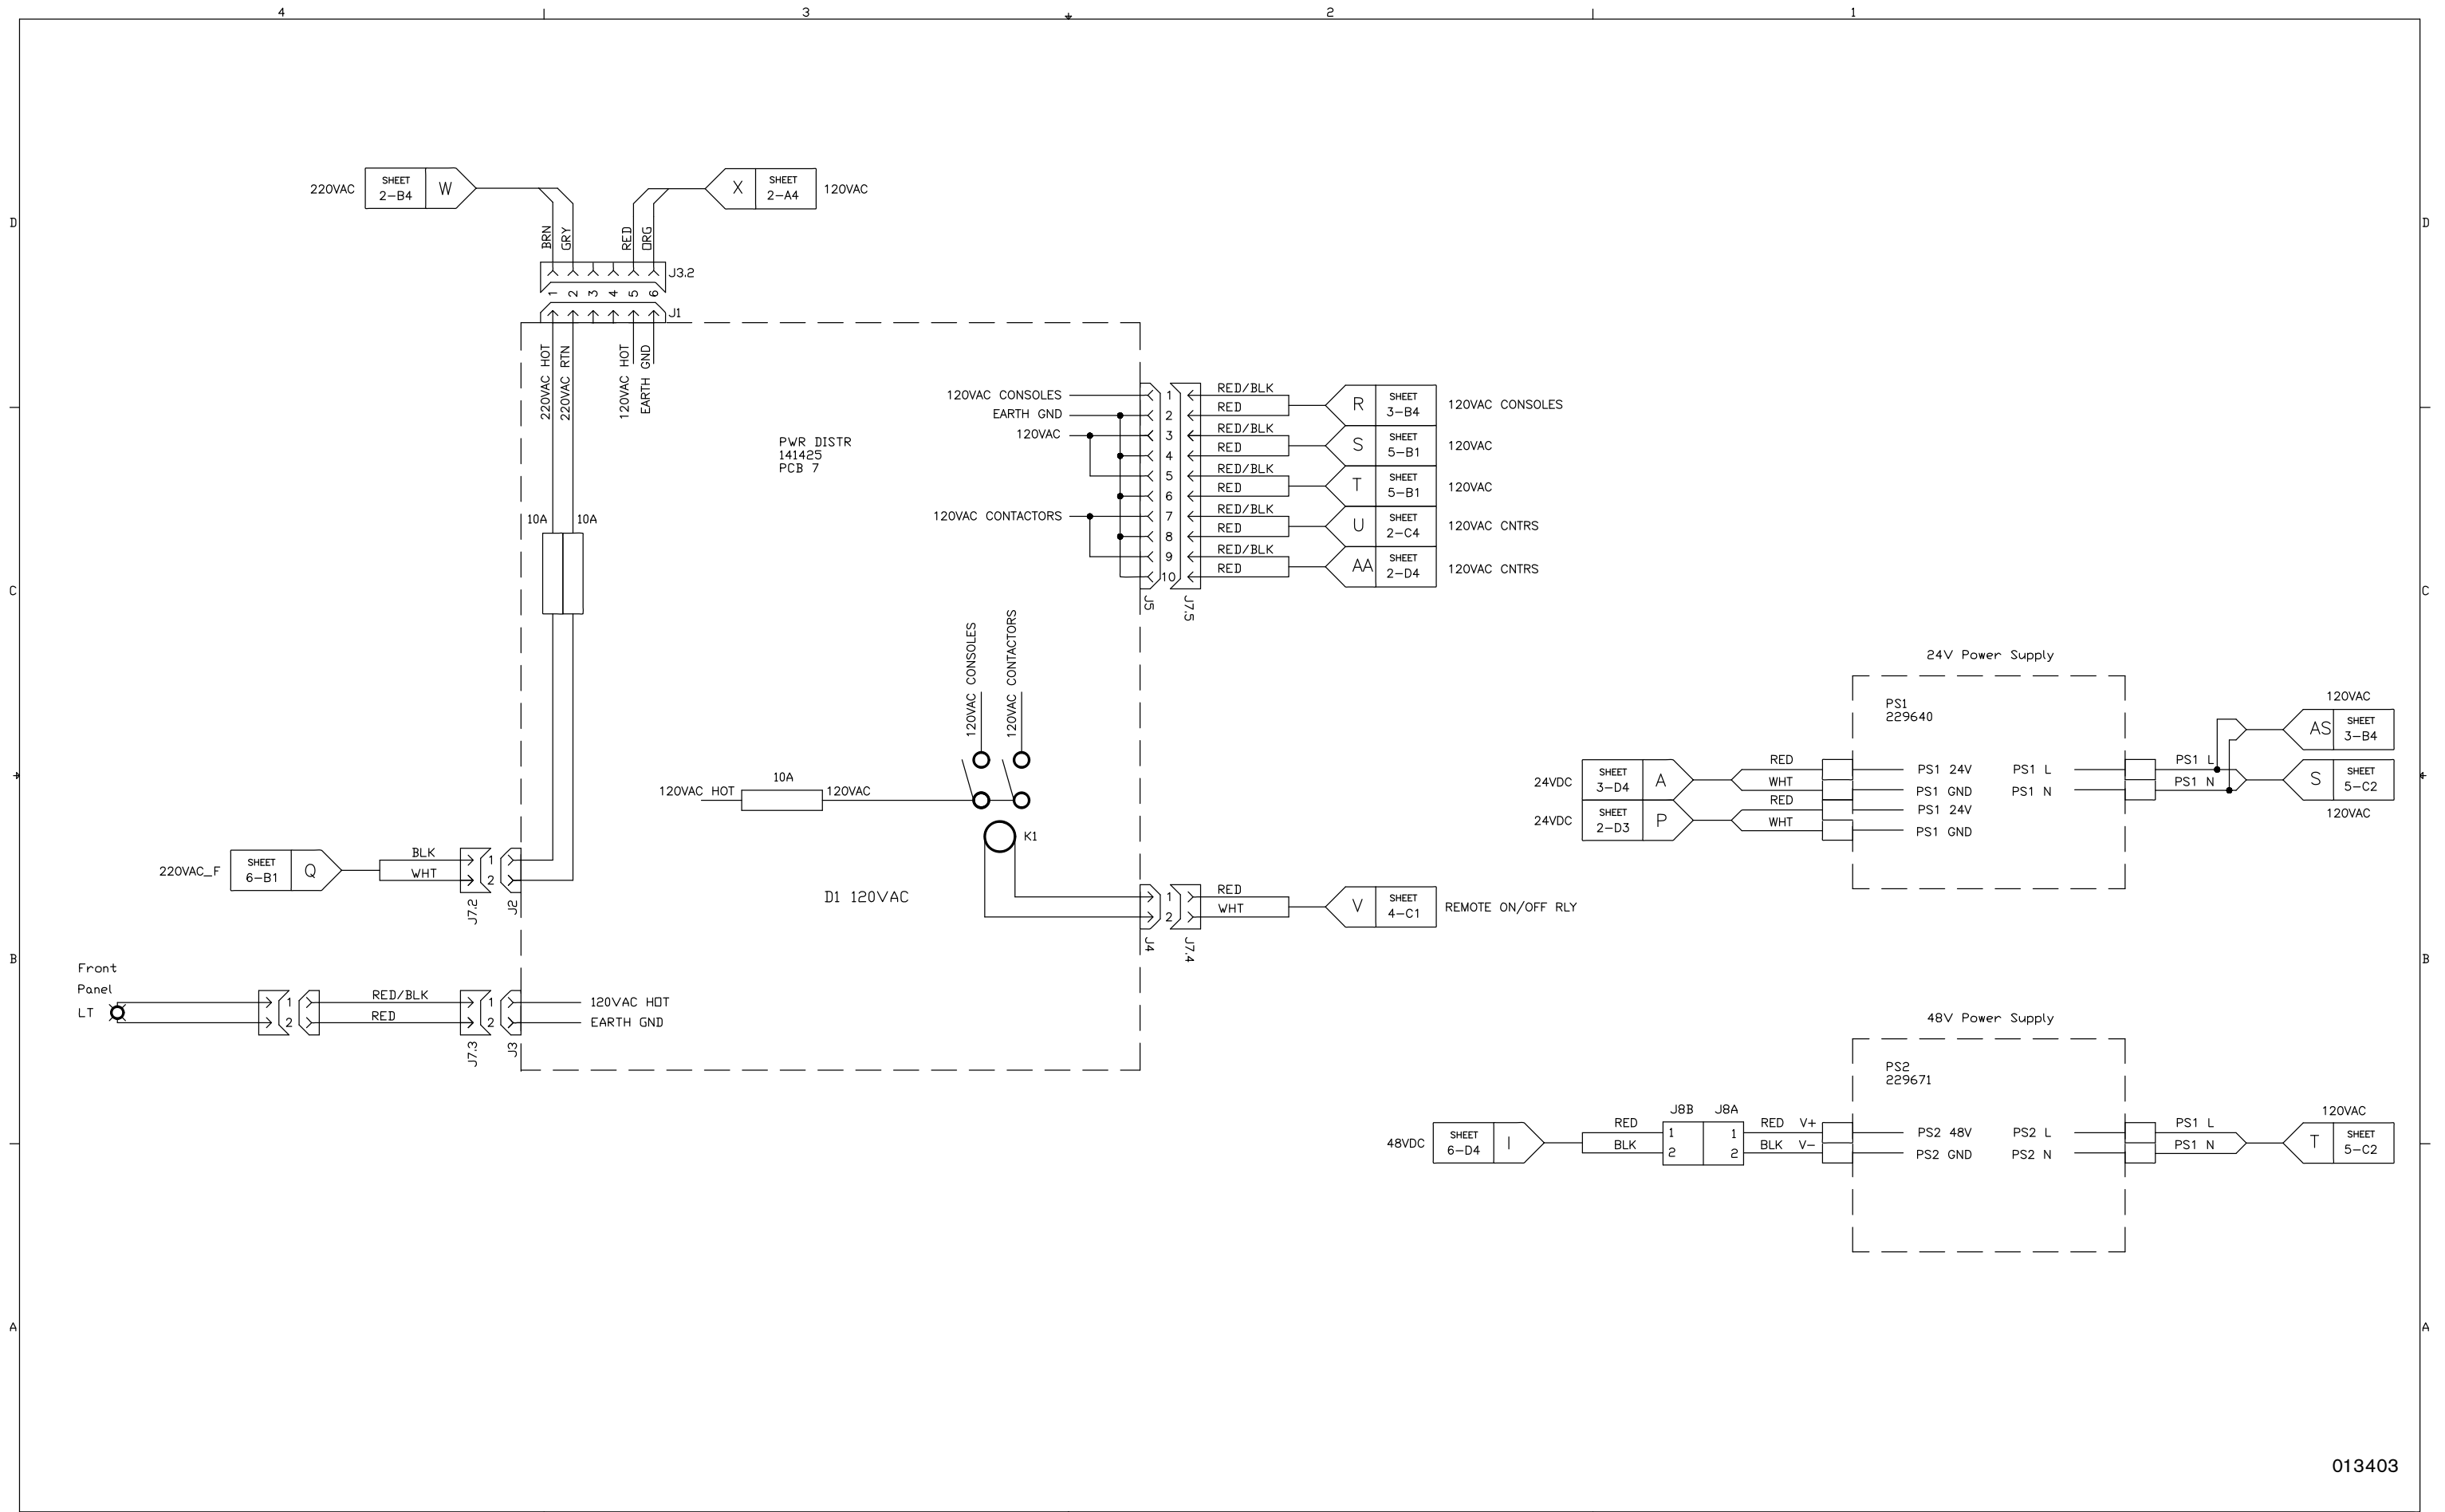 4 3 2 1
D D
C C
B B
A A
220VAC
SHEET
2-B4
W
X
SHEET
2-A4
120VAC
BRN
GRY
RED
ORG
J3.2
1 2 3 4 5 6
J1
220VAC HOT
220VAC RTN
120VAC HOT
EARTH GND
10A 10A
PWR DISTR
141425
PCB 7
120VAC CONSOLES
EARTH GND
120VAC
120VAC CONTACTORS
1
2
3
4
5
6
7
8
9
10
J5
J7.5
RED/BLK
RED
RED/BLK
RED
RED/BLK
RED
RED/BLK
RED
RED/BLK
RED
R
SHEET
3-B4
120VAC CONSOLES
S
SHEET
5-B1
120VAC
T
SHEET
5-B1
120VAC
U
SHEET
2-C4
120VAC CNTRS
AA
SHEET
2-D4
120VAC CNTRS
120VAC CONSOLES
120VAC CONTACTORS
120VAC HOT
10A
120VAC
K1
D1 120VAC
220VAC_F
SHEET
6-B1
Q
BLK
WHT
1
2
J7.2
J2
RED
WHT
1
2
J4
J7.4
V
SHEET
4-C1
REMOTE ON/OFF RLY
Front
Panel
LT
1
2
RED/BLK
RED
1
2
J7.3
J3
120VAC HOT
EARTH GND
24V Power Supply
PS1
229640
24VDC
SHEET
3-D4
A
24VDC
SHEET
2-D3
P
RED
WHT
RED
WHT
PS1 24V
PS1 GND
PS1 24V
PS1 GND
PS1 L
PS1 N
PS1 L
PS1 N
120VAC
AS
SHEET
3-B4
S
SHEET
5-C2
120VAC
48V Power Supply
PS2
229671
48VDC
SHEET
6-D4
I
RED
BLK
J8B J8A
1 1
2 2
RED V+
BLK V-
PS2 48V
PS2 GND
PS2 L
PS2 N
PS1 L
PS1 N
120VAC
T
SHEET
5-C2
013403